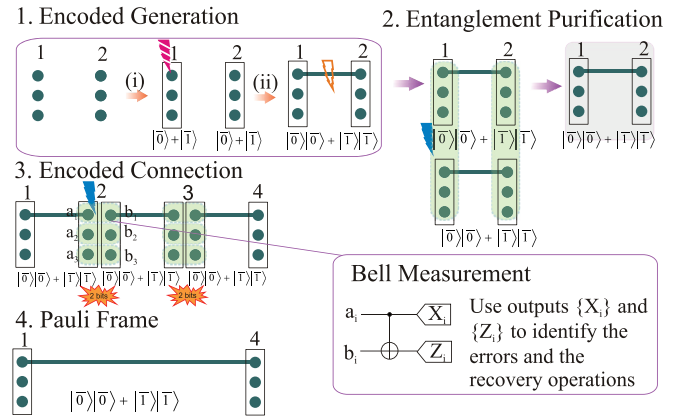 1. Encoded Generation
1 2 (i) 1 2 (ii) 1 2
|0̅⟩+|1̅⟩ |0̅⟩+|1̅⟩ |0̅⟩|0̅⟩+|1̅⟩|1̅⟩
2. Entanglement Purification
1 2 1 2
|0̅⟩|0̅⟩+|1̅⟩|1̅⟩ |0̅⟩|0̅⟩+|1̅⟩|1̅⟩
|0̅⟩|0̅⟩+|1̅⟩|1̅⟩
3. Encoded Connection
1 2 3 4
a₁ b₁
a₂ b₂
a₃ b₃
|0̅⟩|0̅⟩+|1̅⟩|1̅⟩ |0̅⟩|0̅⟩+|1̅⟩|1̅⟩ |0̅⟩|0̅⟩+|1̅⟩|1̅⟩
2 bits 2 bits
4. Pauli Frame
1 4
|0̅⟩|0̅⟩+|1̅⟩|1̅⟩
Bell Measurement
aᵢ Xᵢ
bᵢ Zᵢ
Use outputs {Xᵢ} and
{Zᵢ} to identify the
errors and the
recovery operations